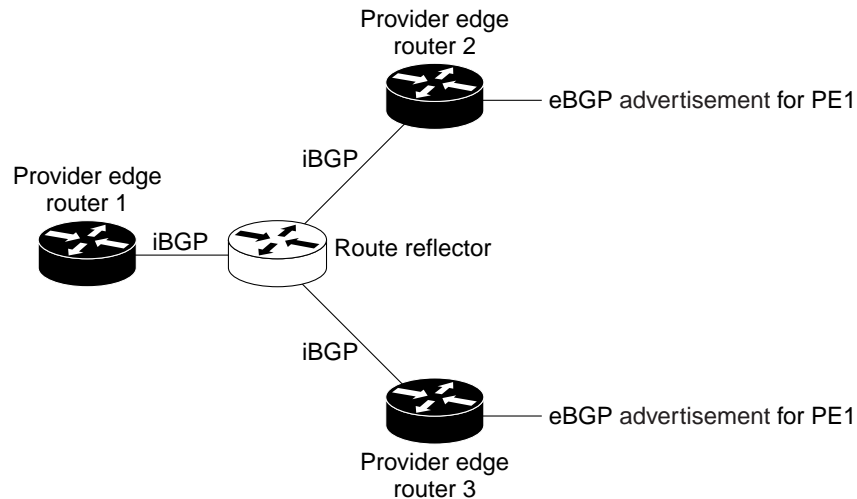 Provider edge
router 2
eBGP advertisement for PE1
iBGP
Provider edge
router 1
iBGP
Route reflector
iBGP
eBGP advertisement for PE1
Provider edge
router 3